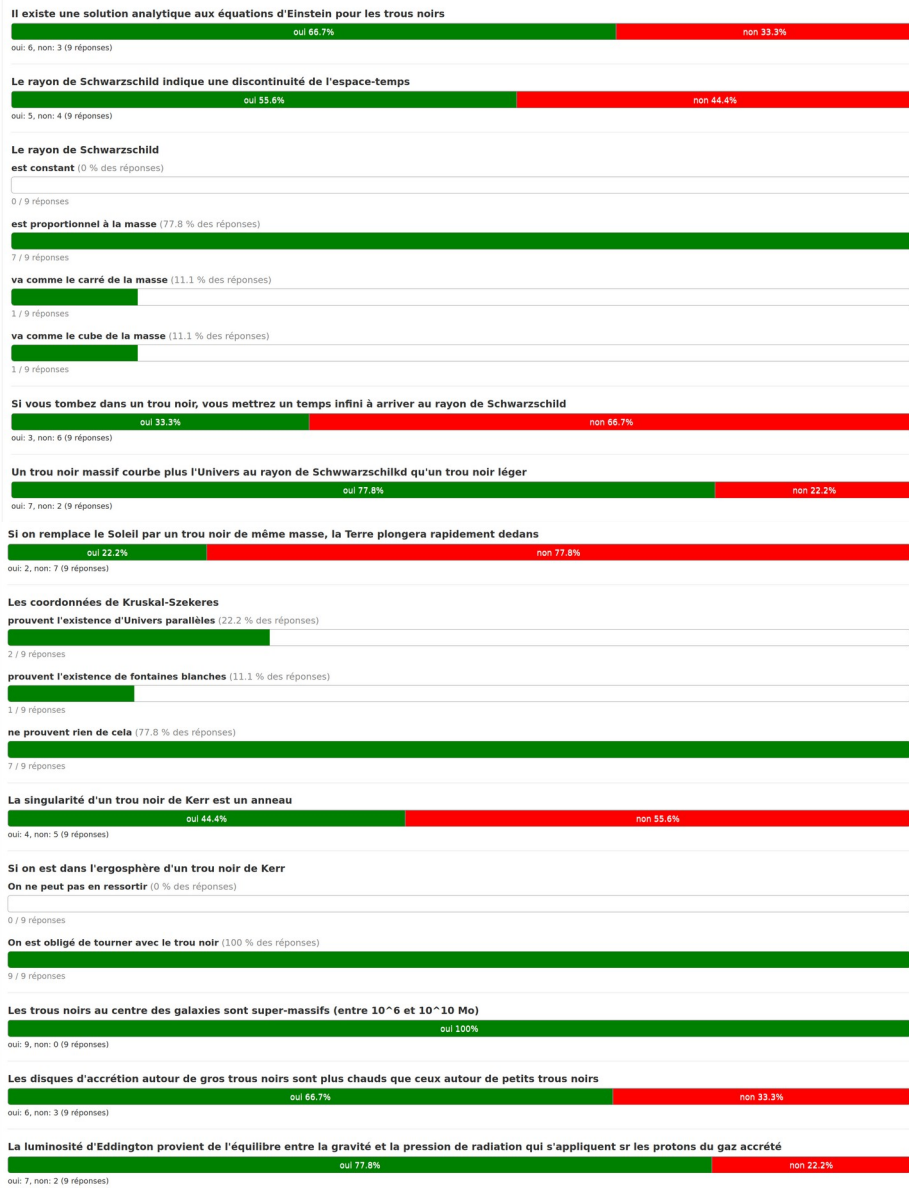 Il existe une solution analytique aux équations d'Einstein pour les trous noirs
oui 66.7% non 33.3%
oui: 6, non: 3 (9 réponses)
Le rayon de Schwarzschild indique une discontinuité de l'espace-temps
oui 55.6% non 44.4%
oui: 5, non: 4 (9 réponses)
Le rayon de Schwarzschild
est constant (0 % des réponses)
0 / 9 réponses
est proportionnel à la masse (77.8 % des réponses)
7 / 9 réponses
va comme le carré de la masse (11.1 % des réponses)
1 / 9 réponses
va comme le cube de la masse (11.1 % des réponses)
1 / 9 réponses
Si vous tombez dans un trou noir, vous mettrez un temps infini à arriver au rayon de Schwarzschild
oui 33.3% non 66.7%
oui: 3, non: 6 (9 réponses)
Un trou noir massif courbe plus l'Univers au rayon de Schwwarzschilkd qu'un trou noir léger
oui 77.8% non 22.2%
oui: 7, non: 2 (9 réponses)
Si on remplace le Soleil par un trou noir de même masse, la Terre plongera rapidement dedans
oui 22.2% non 77.8%
oui: 2, non: 7 (9 réponses)
Les coordonnées de Kruskal-Szekeres
prouvent l'existence d'Univers parallèles (22.2 % des réponses)
2 / 9 réponses
prouvent l'existence de fontaines blanches (11.1 % des réponses)
1 / 9 réponses
ne prouvent rien de cela (77.8 % des réponses)
7 / 9 réponses
La singularité d'un trou noir de Kerr est un anneau
oui 44.4% non 55.6%
oui: 4, non: 5 (9 réponses)
Si on est dans l'ergosphère d'un trou noir de Kerr
On ne peut pas en ressortir (0 % des réponses)
0 / 9 réponses
On est obligé de tourner avec le trou noir (100 % des réponses)
9 / 9 réponses
Les trous noirs au centre des galaxies sont super-massifs (entre 10^6 et 10^10 Mo)
oui 100%
oui: 9, non: 0 (9 réponses)
Les disques d'accrétion autour de gros trous noirs sont plus chauds que ceux autour de petits trous noirs
oui 66.7% non 33.3%
oui: 6, non: 3 (9 réponses)
La luminosité d'Eddington provient de l'équilibre entre la gravité et la pression de radiation qui s'appliquent sr les protons du gaz accrété
oui 77.8% non 22.2%
oui: 7, non: 2 (9 réponses)